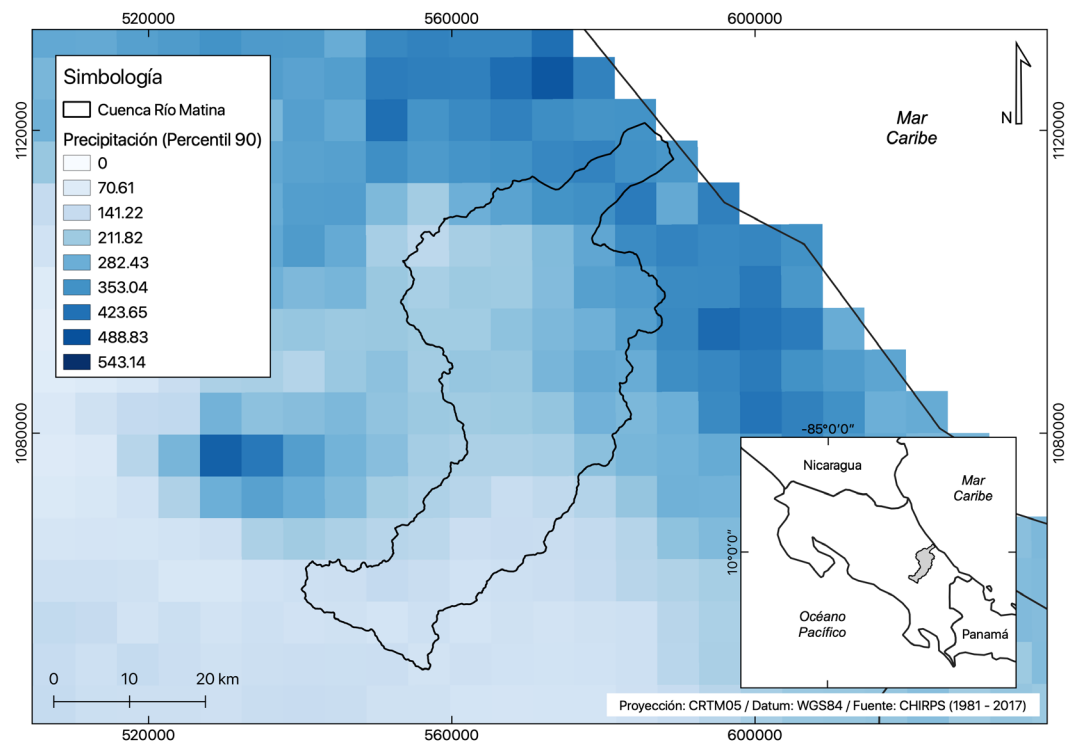 520000
560000
600000
1120000
1120000
Simbología
Cuenca Río Matina
Precipitación (Percentil 90)
0
70.61
141.22
211.82
282.43
353.04
423.65
488.83
543.14
Mar
Caribe
N
1080000
1080000
-85°0'0"
Nicaragua
Mar
Caribe
10°0'0"
Océano
Pacífico
Panamá
0 10 20 km
Proyección: CRTM05 / Datum: WGS84 / Fuente: CHIRPS (1981 - 2017)
520000
560000
600000